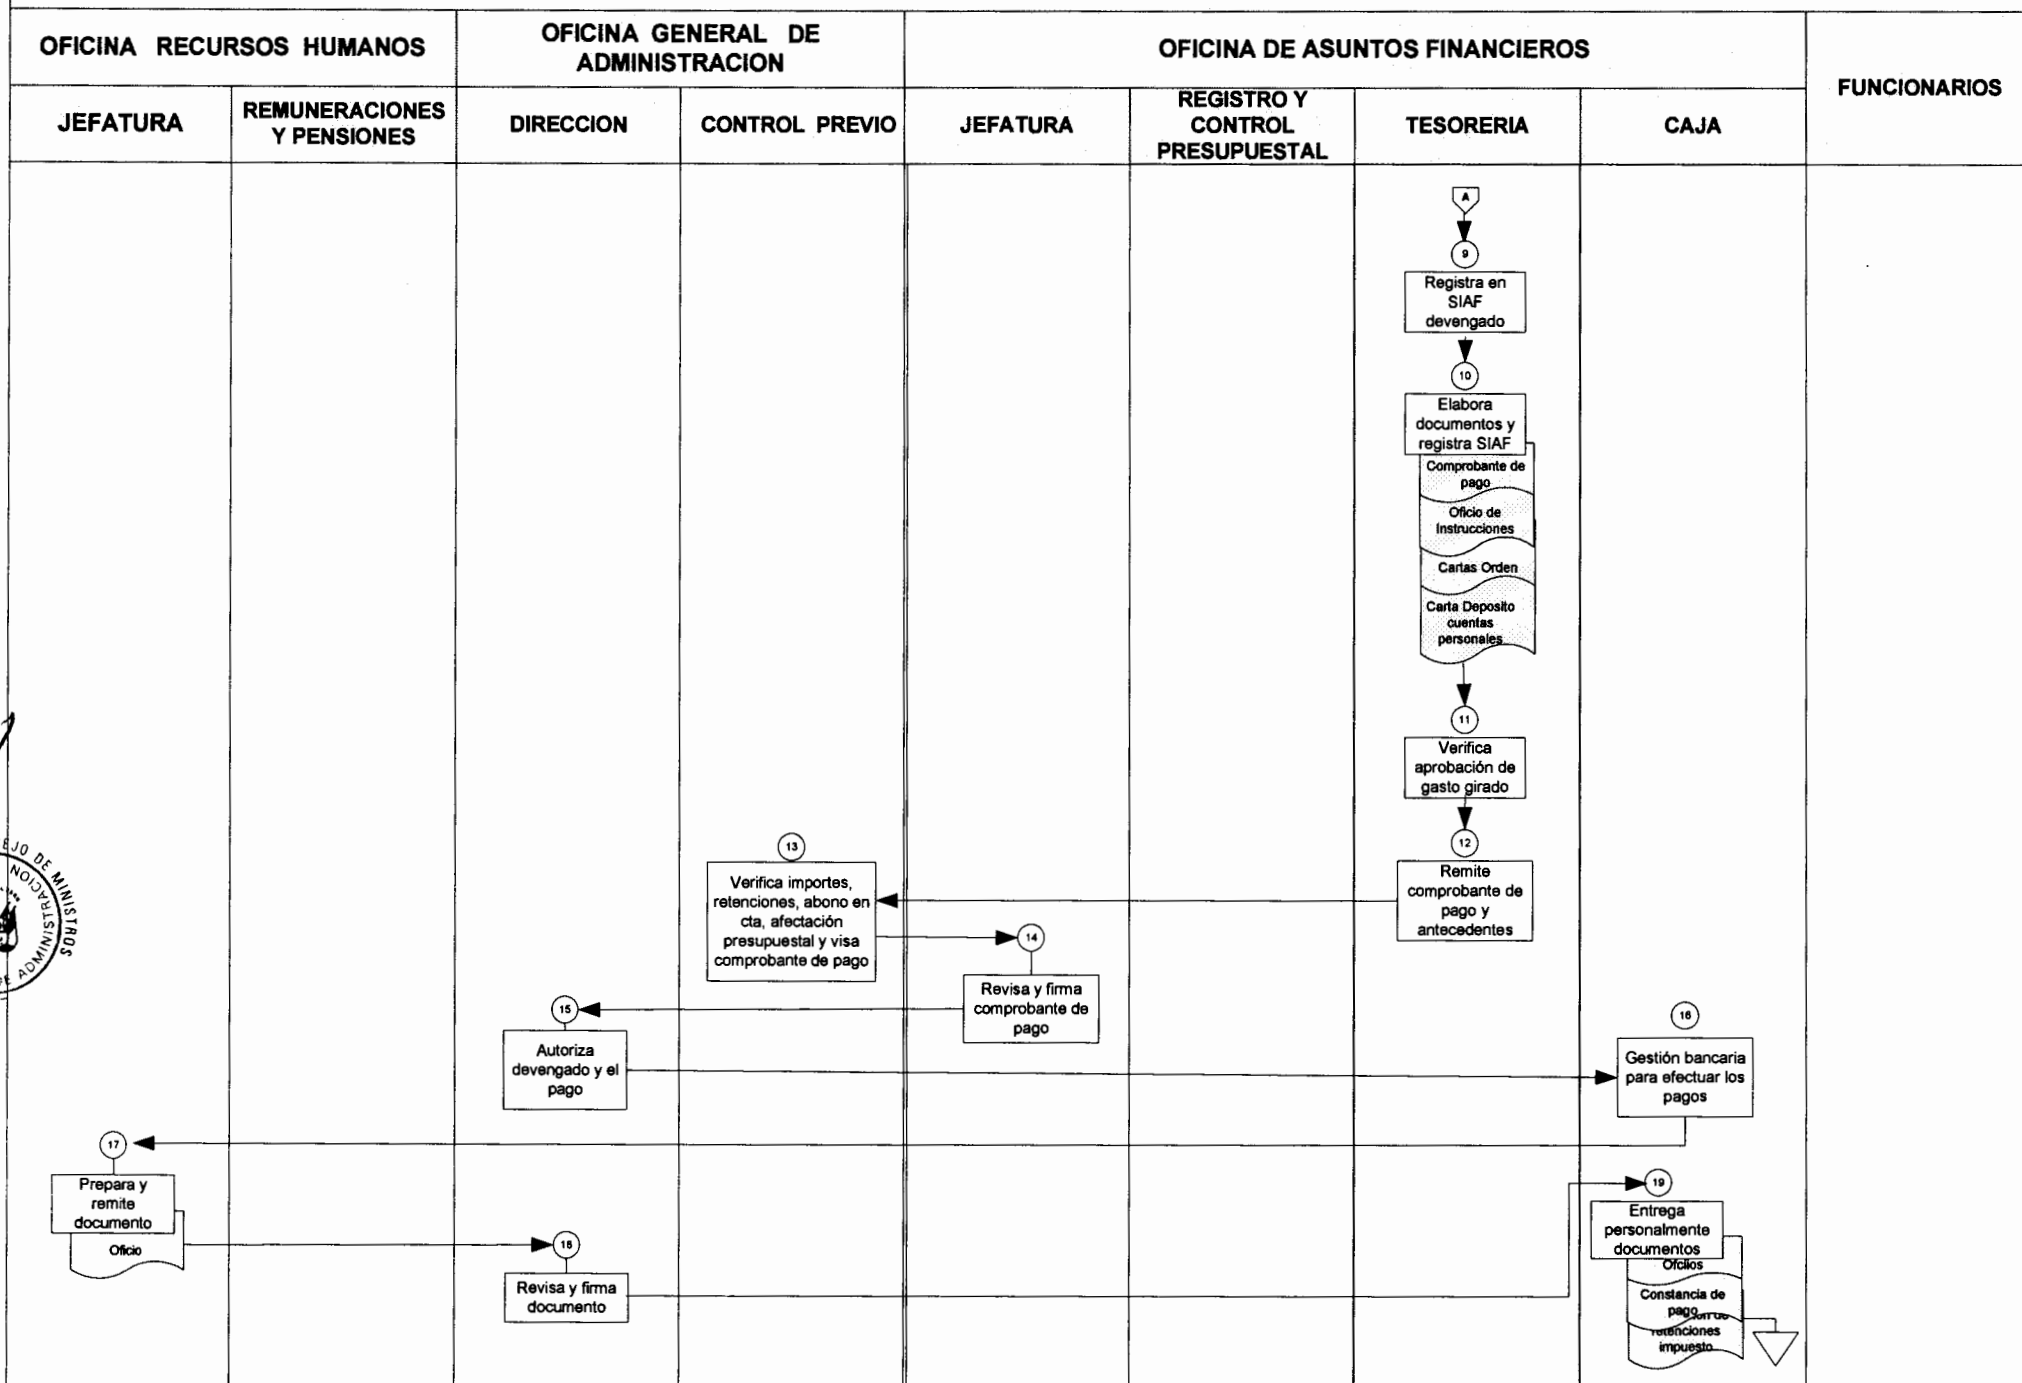 OFICINA RECURSOS HUMANOS
OFICINA GENERAL DE
ADMINISTRACION
OFICINA DE ASUNTOS FINANCIEROS
FUNCIONARIOS
JEFATURA
REMUNERACIONES
Y PENSIONES
DIRECCION
CONTROL PREVIO
JEFATURA
REGISTRO Y
CONTROL
PRESUPUESTAL
TESORERIA
CAJA
A
9
Registra en
SIAF
devengado
10
Elabora
documentos y
registra SIAF
Comprobante de
pago
Oficio de
Instrucciones
Cartas Orden
Carta Deposito
cuentas
personales
11
Verifica
aprobación de
gasto girado
12
Remite
comprobante de
pago y
antecedentes
13
Verifica importes,
retenciones, abono en
cta, afectación
presupuestal y visa
comprobante de pago
14
Revisa y firma
comprobante de
pago
15
Autoriza
devengado y el
pago
16
Gestión bancaria
para efectuar los
pagos
17
Prepara y
remite
documento
Oficio
18
Revisa y firma
documento
19
Entrega
personalmente
documentos
Ofciios
Constancia de
pago
retenciones
impuesto
DE MINISTROS
ADMINISTRACION